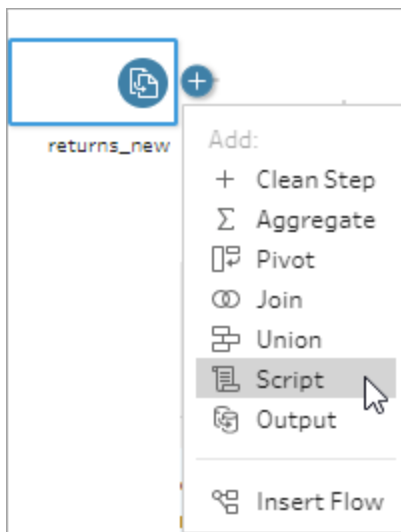 returns_new
Add:
Clean Step
Aggregate
Pivot
Join
Union
Script
Output
Insert Flow